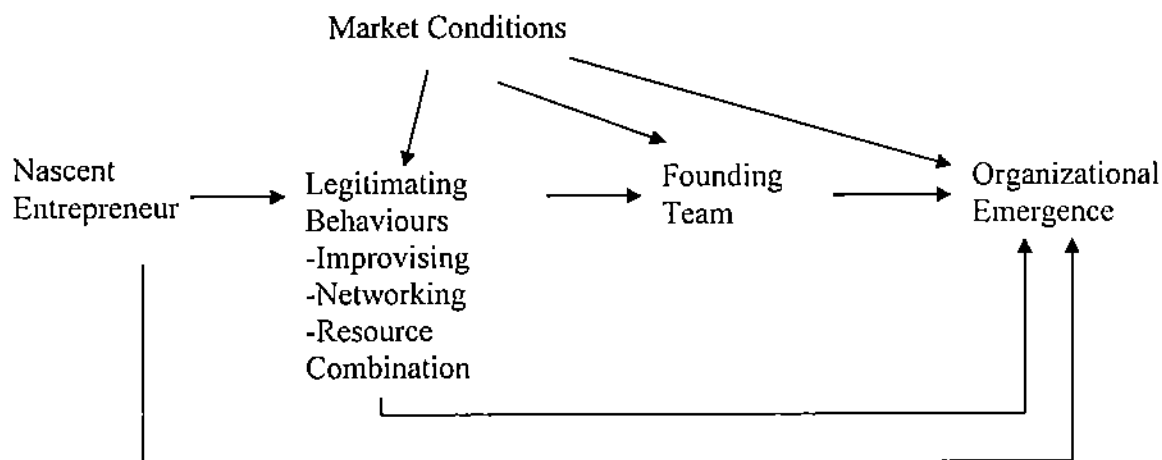 Market Conditions
Nascent
Entrepreneur
Legitimating
Behaviours
-Improvising
-Networking
-Resource
Combination
Founding
Team
Organizational
Emergence